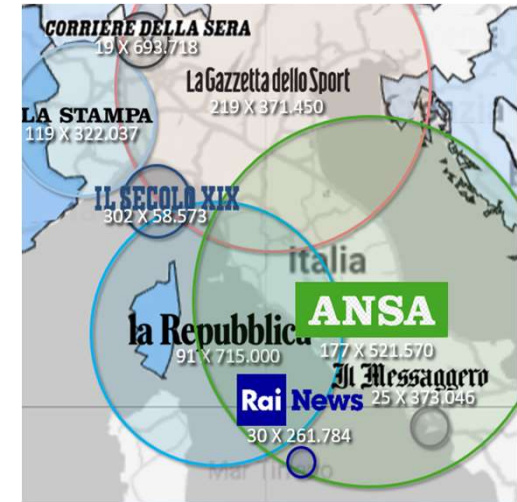 CORRIERE DELLA SERA
19 X 693.718
La Gazzetta dello Sport
219 X 371.450
LA STAMPA
119 X 322.037
IL SECOLO XIX
302 X 58.573
Italia
ANSA
177 X 521.570
la Repubblica
91 X 715.000
Il Messaggero
25 X 373.046
Rai News
30 X 261.784
Mar Tirreno